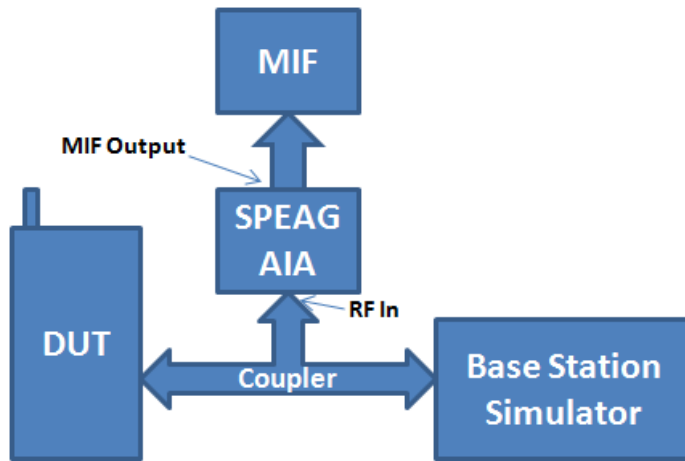 MIF
MIF Output
SPEAG
AIA
RF In
DUT
Coupler
Base Station
Simulator